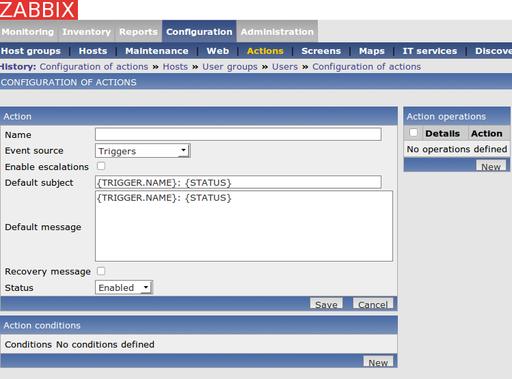 ZABBIX
Monitoring Inventory Reports Configuration Administration
Host groups | Hosts | Maintenance | Web | Actions | Screens | Maps | IT services | Discove
History: Configuration of actions » Hosts » User groups » Users » Configuration of actions
CONFIGURATION OF ACTIONS
Action
Name
Event source Triggers
Enable escalations
Default subject {TRIGGER.NAME}: {STATUS}
Default message {TRIGGER.NAME}: {STATUS}
Recovery message
Status Enabled
Save Cancel
Action conditions
Conditions No conditions defined
New
Action operations
Details Action
No operations defined
New